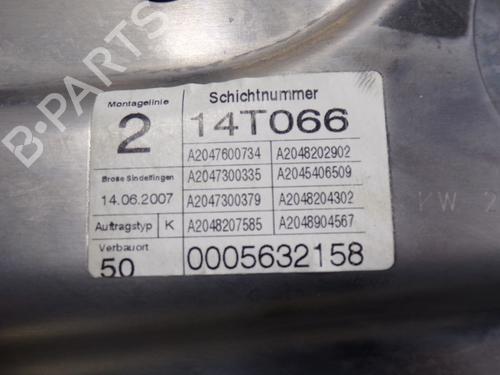 Montagelinie
Schichtnummer
2
14T066
A2047600734 A2048202902
Brose Sindelfingen
A2047300335 A2045406509
14.06.2007
A2047300379 A2048204302
Auftragstyp K
A2048207585 A2048904567
Verbauort
50
0005632158
B-PARTS